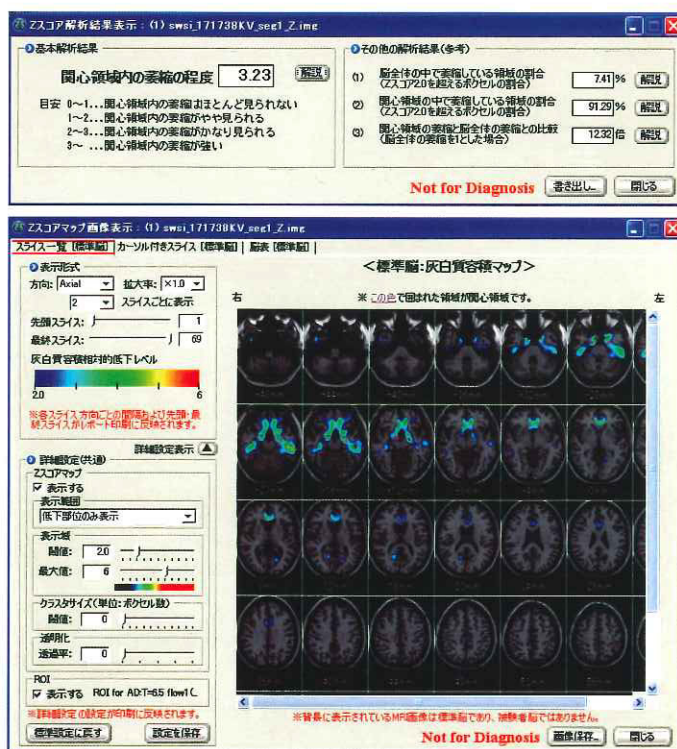 Zスコア解析結果表示：(1) swsi_171738KV_seg1_Z.img
基本解析結果
関心領域内の萎縮の程度 3.23 解説
目安 0～1...関心領域内の萎縮はほとんど見られない
1～2...関心領域内の萎縮がやや見られる
2～3...関心領域内の萎縮がかなり見られる
3～ ...関心領域内の萎縮が強い
その他の解析結果(参考)
(1) 脳全体の中で萎縮している領域の割合
(Zスコア2.0を超えるボクセルの割合) 7.41 % 解説
(2) 関心領域の中で萎縮している領域の割合
(Zスコア2.0を超えるボクセルの割合) 91.29 % 解説
(3) 関心領域の萎縮と脳全体の萎縮との比較
(脳全体の萎縮を1とした場合) 12.32 倍 解説
Not for Diagnosis 書き出し... 閉じる
Zスコアマップ画像表示：(1) swsi_171738KV_seg1_Z.img
スライス一覧 [標準脳] カーソル付きスライス [標準脳] 脳表 [標準脳]
表示形式
方向: Axial 拡大率: ×1.0
2 スライスごとに表示
先頭スライス: 1
最終スライス: 69
灰白質容積相対的低下レベル
2.0 6
※各スライス方向ごとの間隔および先頭・最
終スライスがレポート印刷に反映されます。
詳細設定表示
詳細設定(共通)
Zスコアマップ
表示する
表示範囲
低下部位のみ表示
表示域
閾値: 2.0
最大値: 6
クラスタサイズ(単位: ボクセル数)
閾値: 0
透明化
透過率: 0
ROI
表示する ROI for AD:T=6.5 flow1 (..
※詳細設定の設定が印刷に反映されます。
標準設定に戻す 設定を保存
＜標準脳:灰白質容積マップ＞
右 ※ この色で囲まれた領域が関心領域です。 左
※背景に表示されているMRI画像は標準脳であり、被験者脳ではありません。
Not for Diagnosis 画像保存... 閉じる